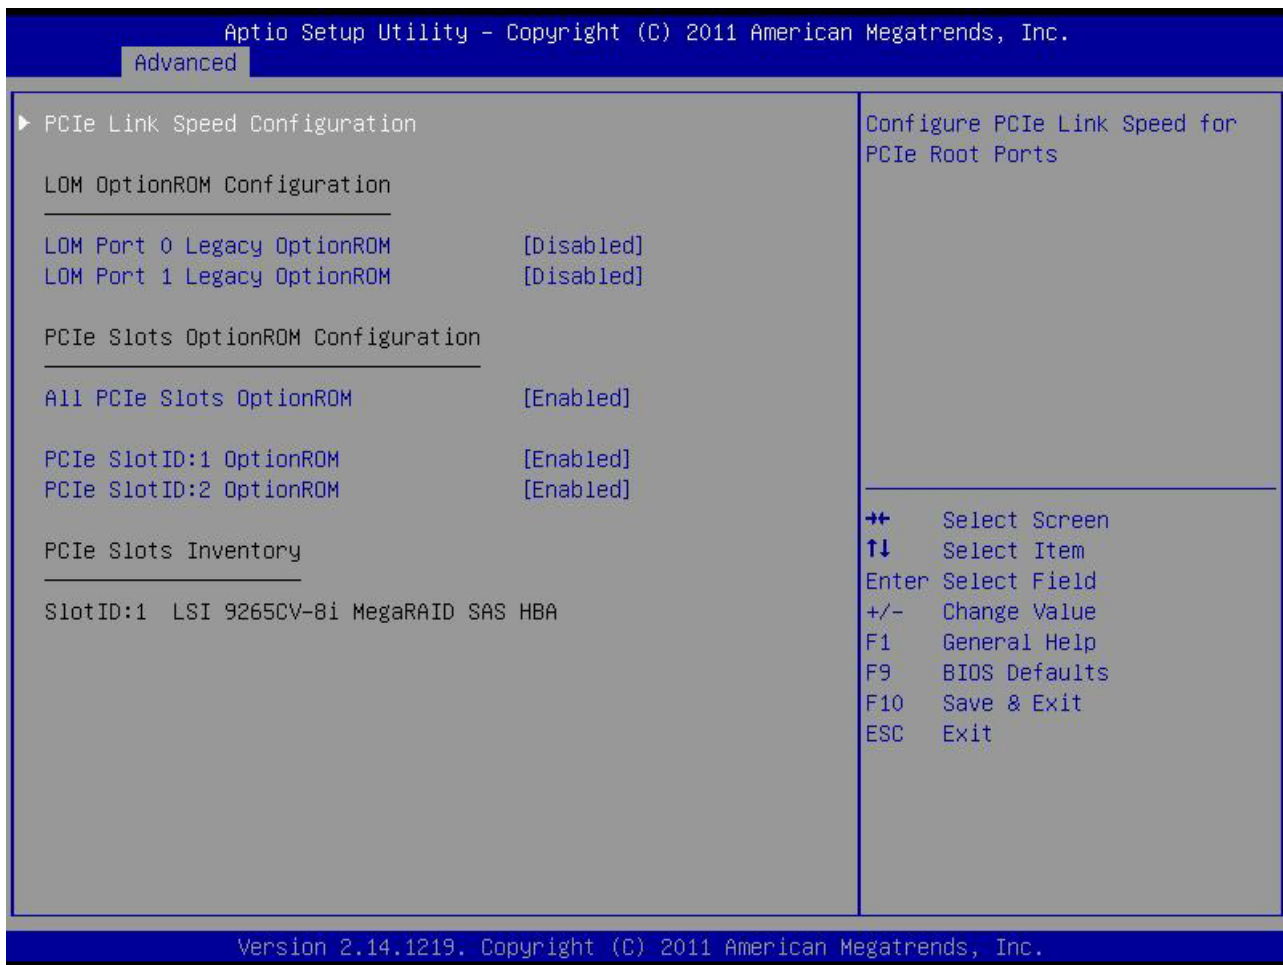 Aptio Setup Utility – Copyright (C) 2011 American Megatrends, Inc.
Advanced
PCIe Link Speed Configuration
LOM OptionROM Configuration
LOM Port 0 Legacy OptionROM [Disabled]
LOM Port 1 Legacy OptionROM [Disabled]
PCIe Slots OptionROM Configuration
All PCIe Slots OptionROM [Enabled]
PCIe SlotID:1 OptionROM [Enabled]
PCIe SlotID:2 OptionROM [Enabled]
PCIe Slots Inventory
SlotID:1 LSI 9265CV-8i MegaRAID SAS HBA
Configure PCIe Link Speed for
PCIe Root Ports
→← Select Screen
↑↓ Select Item
Enter Select Field
+/- Change Value
F1 General Help
F9 BIOS Defaults
F10 Save & Exit
ESC Exit
Version 2.14.1219. Copyright (C) 2011 American Megatrends, Inc.